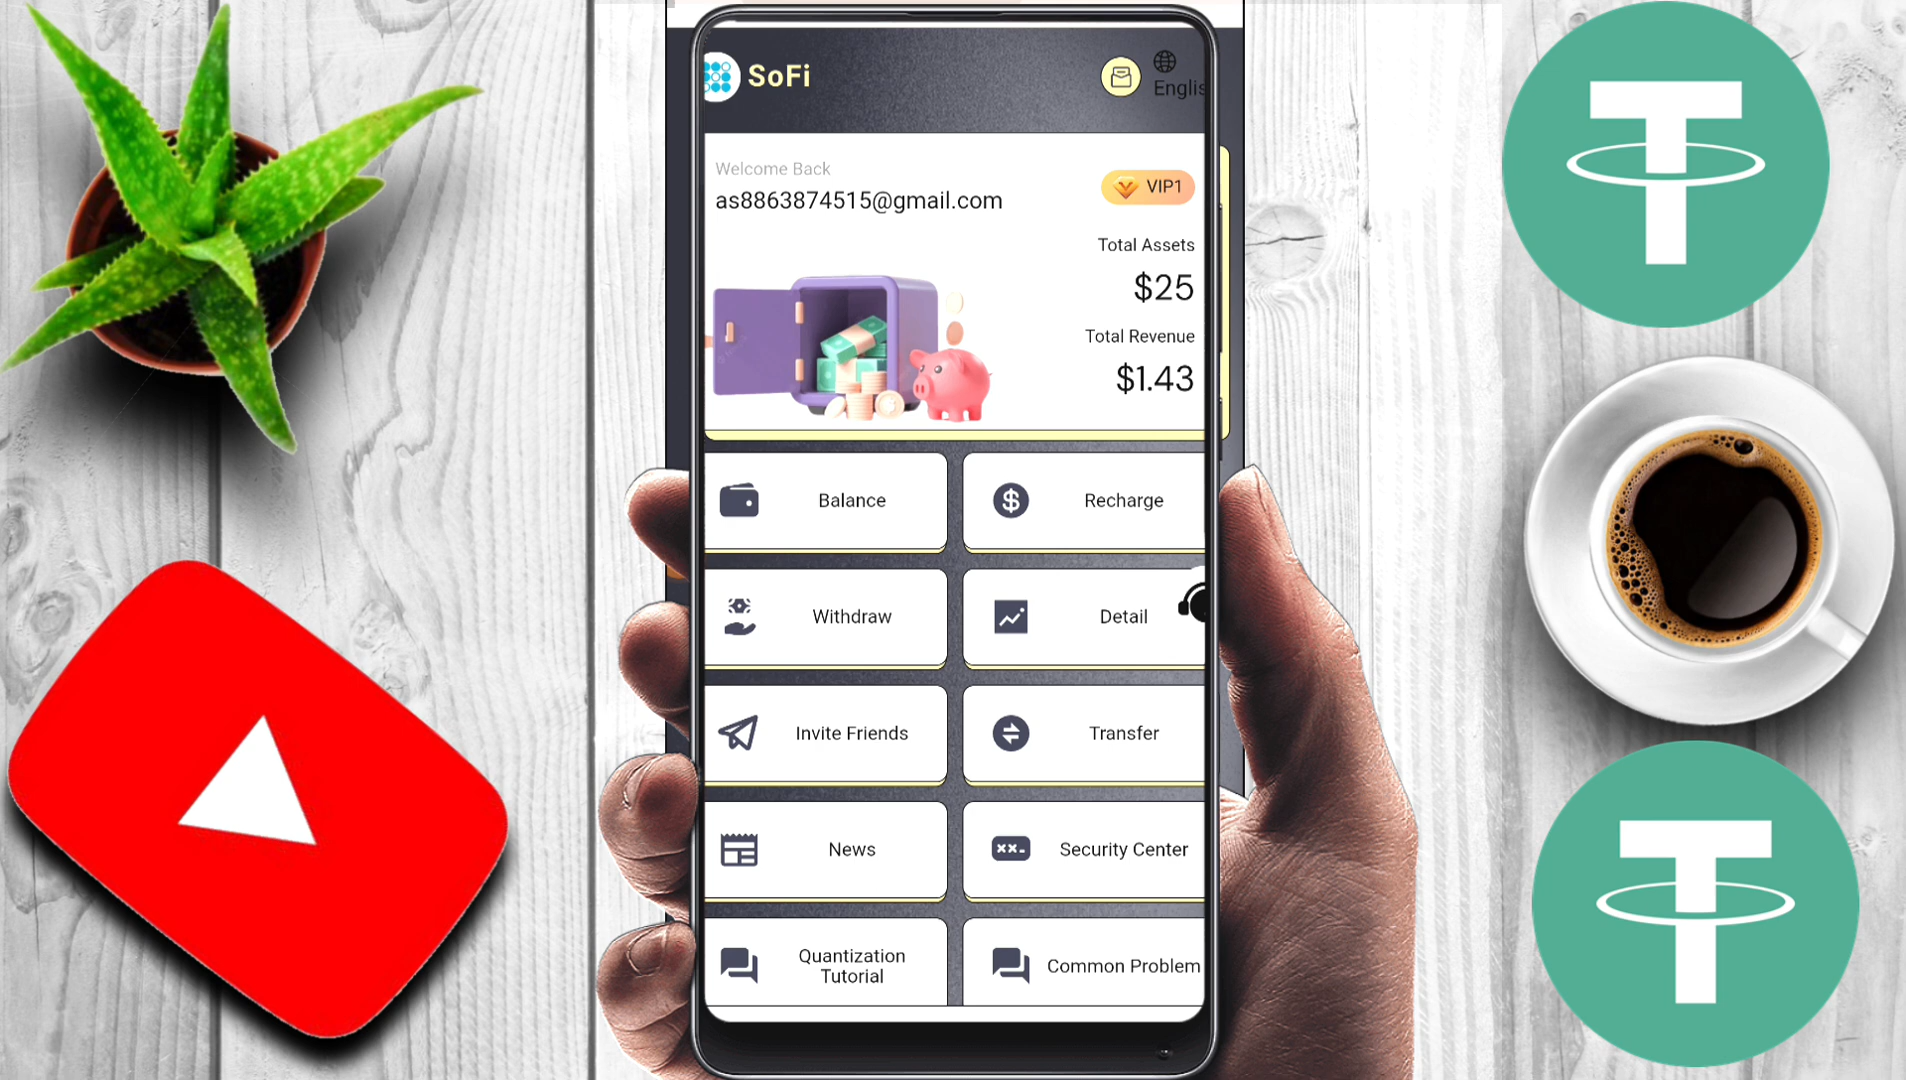 SoFi
Englis
Welcome Back
as8863874515@gmail.com
VIP1
Total Assets
$25
Total Revenue
$1.43
Balance
Recharge
Withdraw
Detail
Invite Friends
Transfer
News
Security Center
Quantization
Tutorial
Common Problem